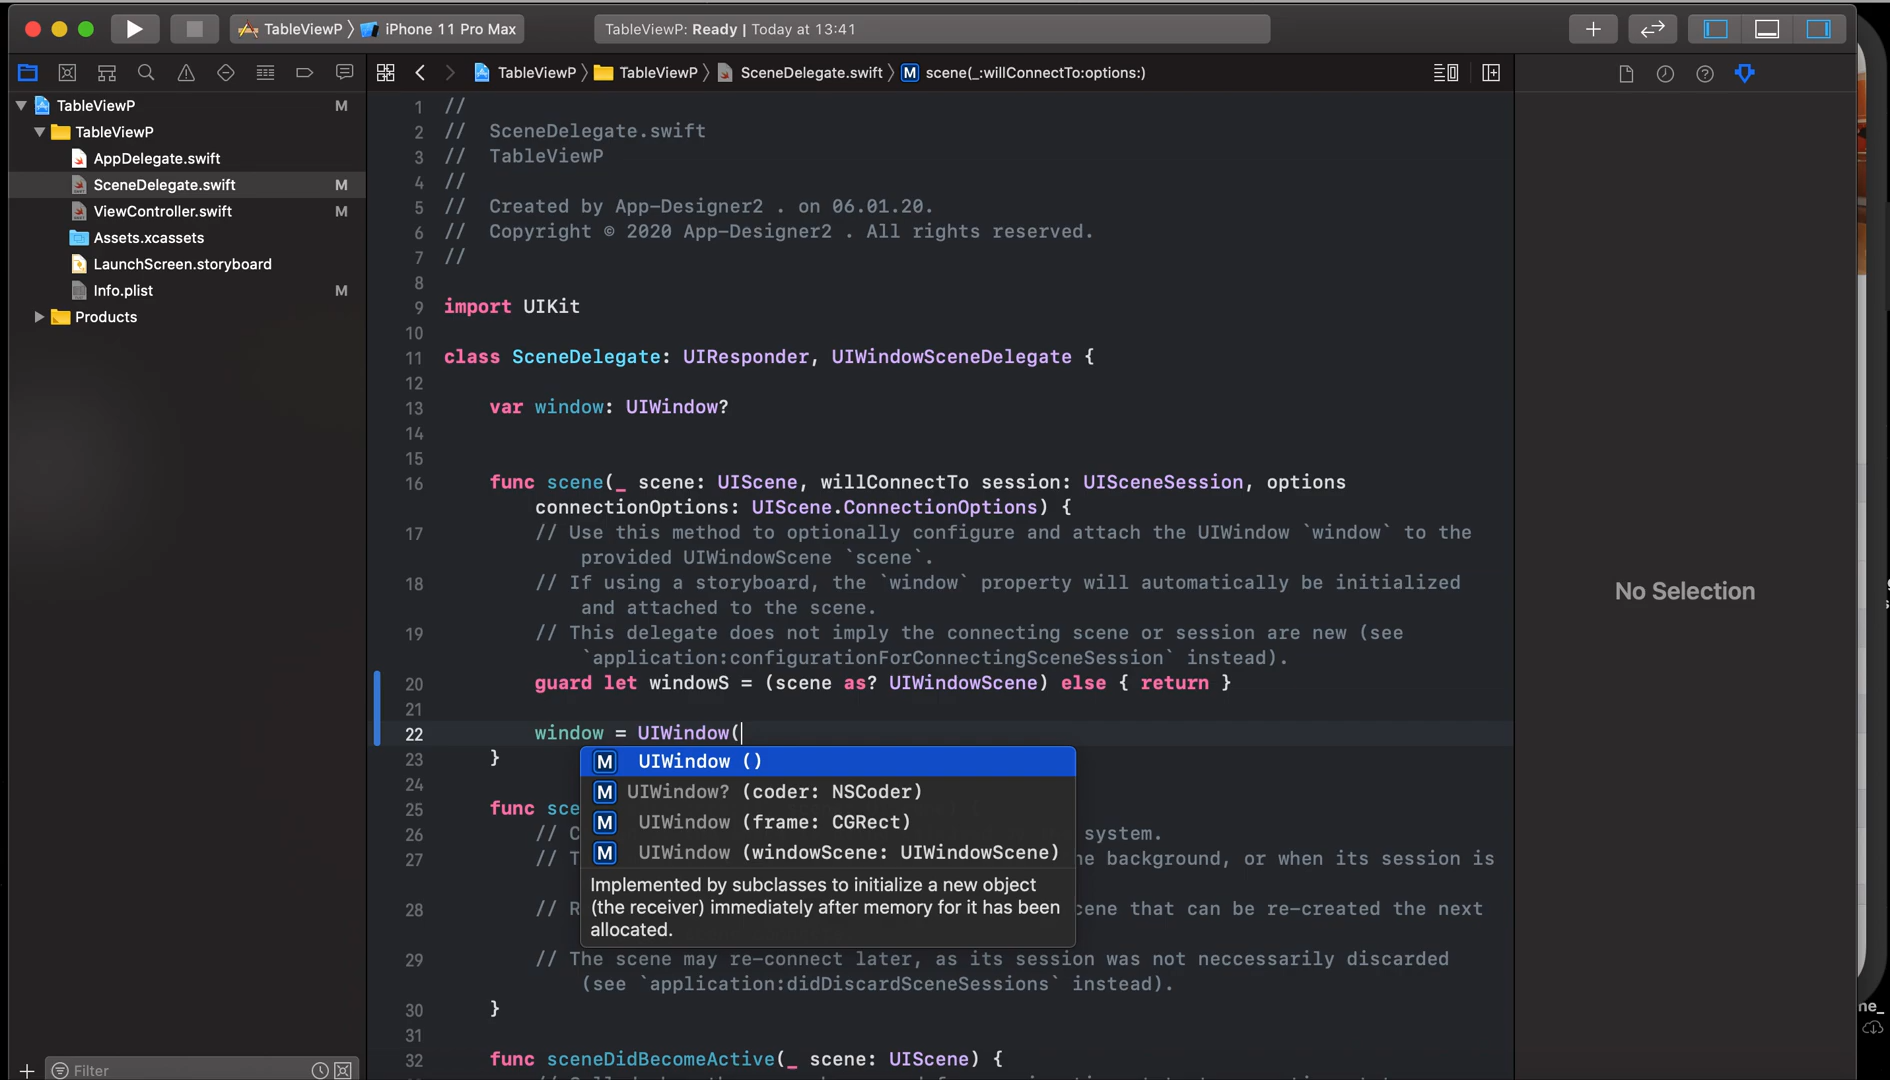 TableViewP 〉 iPhone 11 Pro Max
TableViewP: Ready | Today at 13:41
TableViewP 〉 TableViewP 〉 SceneDelegate.swift 〉 M scene(_:willConnectTo:options:)
TableViewP M
TableViewP
AppDelegate.swift
SceneDelegate.swift M
ViewController.swift M
Assets.xcassets
LaunchScreen.storyboard
Info.plist M
Products
1 //
2 // SceneDelegate.swift
3 // TableViewP
4 //
5 // Created by App-Designer2 . on 06.01.20.
6 // Copyright © 2020 App-Designer2 . All rights reserved.
7 //
8
9 import UIKit
10
11 class SceneDelegate: UIResponder, UIWindowSceneDelegate {
12
13 var window: UIWindow?
14
15
16 func scene(_ scene: UIScene, willConnectTo session: UISceneSession, options
connectionOptions: UIScene.ConnectionOptions) {
17 // Use this method to optionally configure and attach the UIWindow `window` to the
provided UIWindowScene `scene`.
18 // If using a storyboard, the `window` property will automatically be initialized
and attached to the scene.
19 // This delegate does not imply the connecting scene or session are new (see
`application:configurationForConnectingSceneSession` instead).
20 guard let windowS = (scene as? UIWindowScene) else { return }
21
22 window = UIWindow(
23 }
M UIWindow ()
M UIWindow? (coder: NSCoder)
M UIWindow (frame: CGRect)
M UIWindow (windowScene: UIWindowScene)
Implemented by subclasses to initialize a new object
(the receiver) immediately after memory for it has been
allocated.
24
25 func sce
26 // C system.
27 // T he background, or when its session is
28 // R cene that can be re-created the next
29 // The scene may re-connect later, as its session was not neccessarily discarded
(see `application:didDiscardSceneSessions` instead).
30 }
31
32 func sceneDidBecomeActive(_ scene: UIScene) {
No Selection
Filter
ne_